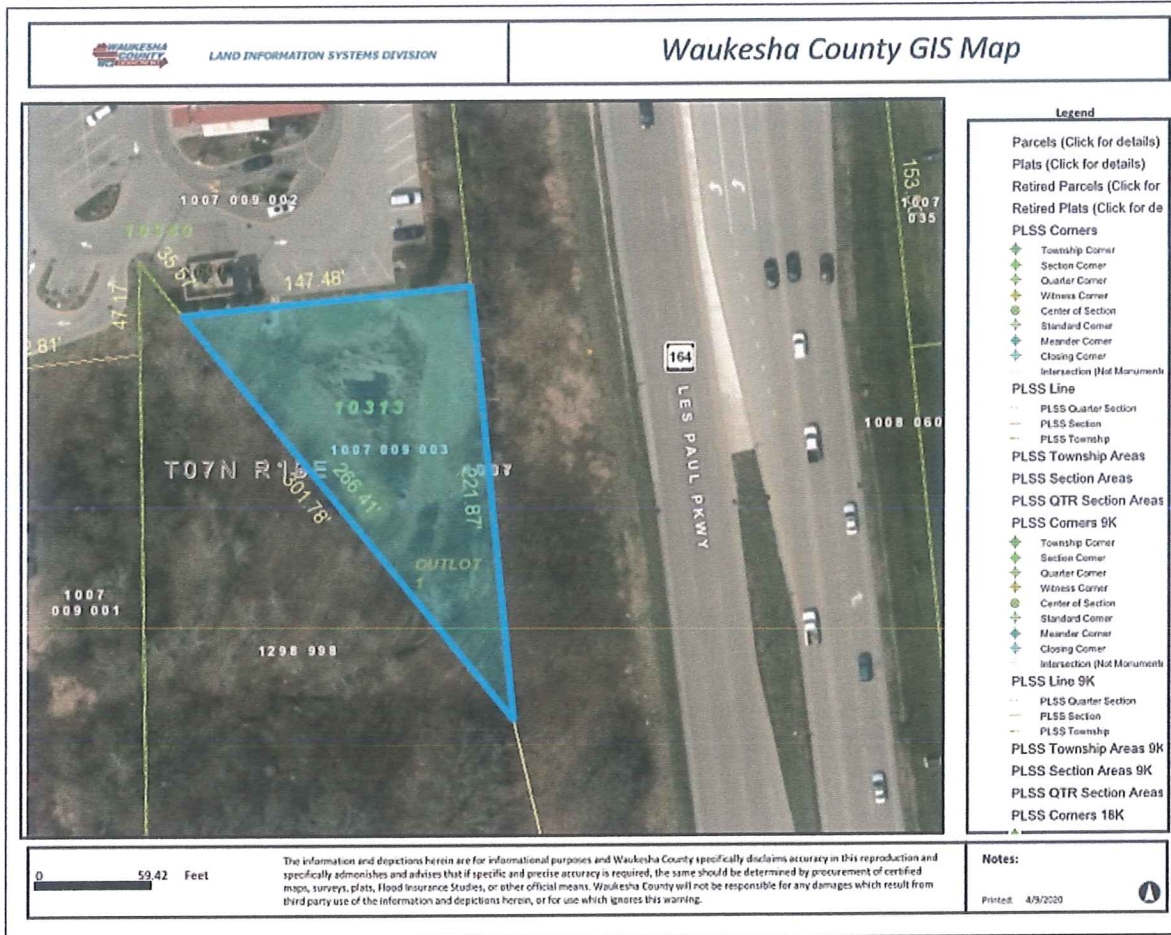 WAUKESHA
COUNTY
LAND INFORMATION SYSTEMS DIVISION
Waukesha County GIS Map
1007 009 002
35.61'
147.48'
47.17'
2.81'
10313
1007 009 003
T07N R19E
266.41'
301.78'
221.87'
OUTLOT
1
1007
009 001
1298 998
164
LES PAUL PKWY
1007
035
1008 060
Legend
Parcels (Click for details)
Plats (Click for details)
Retired Parcels (Click for
Retired Plats (Click for de
PLSS Corners
Township Corner
Section Corner
Quarter Corner
Witness Corner
Center of Section
Standard Corner
Meander Corner
Closing Corner
Intersection (Not Monumente
PLSS Line
PLSS Quarter Section
PLSS Section
PLSS Township
PLSS Township Areas
PLSS Section Areas
PLSS QTR Section Areas
PLSS Corners 9K
Township Corner
Section Corner
Quarter Corner
Witness Corner
Center of Section
Standard Corner
Meander Corner
Closing Corner
Intersection (Not Monumente
PLSS Line 9K
PLSS Quarter Section
PLSS Section
PLSS Township
PLSS Township Areas 9K
PLSS Section Areas 9K
PLSS QTR Section Areas
PLSS Corners 18K
0 59.42 Feet
The information and depictions herein are for informational purposes and Waukesha County specifically disclaims accuracy in this reproduction and
specifically admonishes and advises that if specific and precise accuracy is required, the same should be determined by procurement of certified
maps, surveys, plats, Flood Insurance Studies, or other official means. Waukesha County will not be responsible for any damages which result from
third party use of the information and depictions herein, or for use which ignores this warning.
Notes:
Printed: 4/9/2020